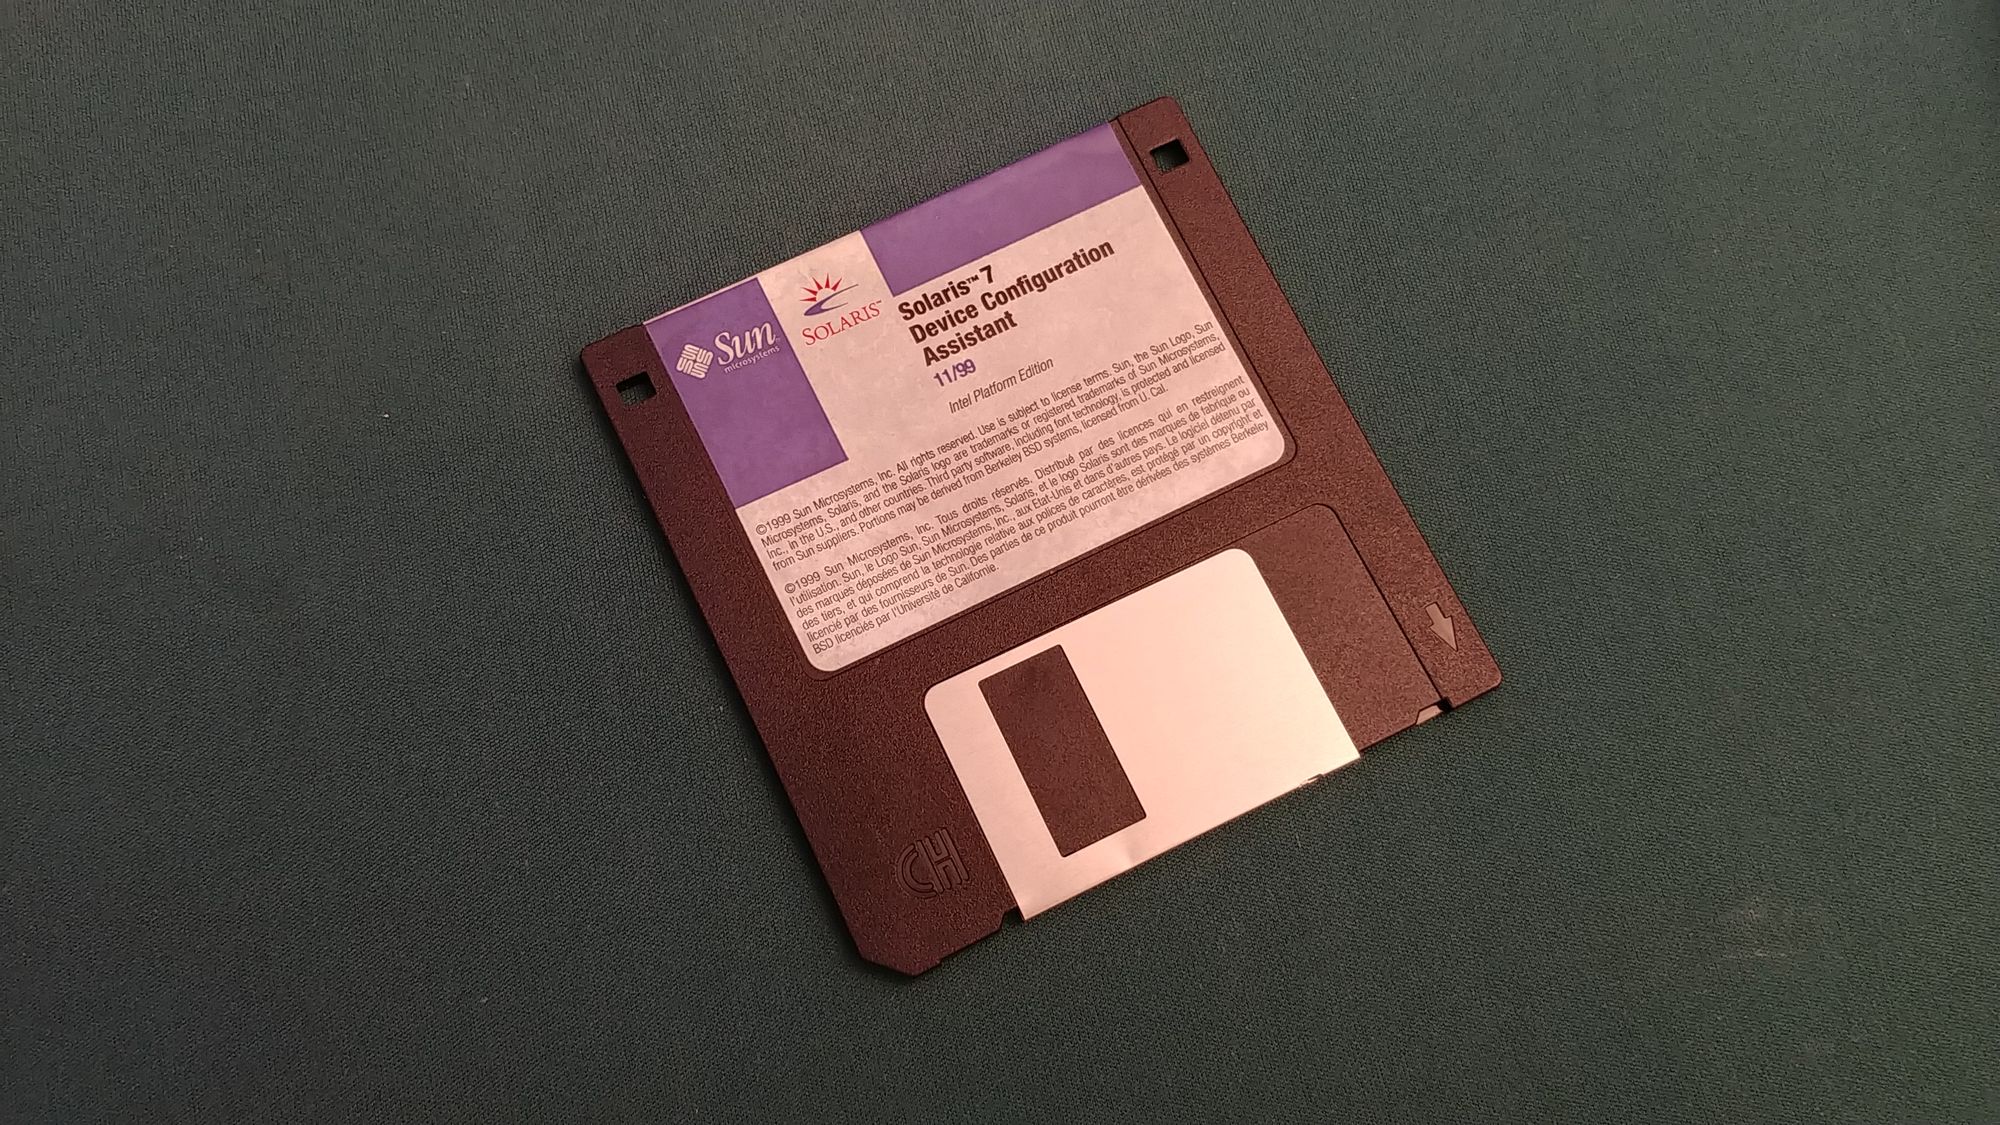 Sun
microsystems
SOLARIS™
Solaris™ 7
Device Configuration
Assistant
11/99
Intel Platform Edition
©1999 Sun Microsystems, Inc. All rights reserved. Use is subject to license terms. Sun, the Sun Logo, Sun
Microsystems, Solaris, and the Solaris logo are trademarks or registered trademarks of Sun Microsystems,
Inc., in the U.S., and other countries. Third party software, including font technology, is protected and licensed
from Sun suppliers. Portions may be derived from Berkeley BSD systems, licensed from U. Cal.
©1999 Sun Microsystems, Inc. Tous droits réservés. Distribué par des licences qui en restreignent
l'utilisation. Sun, le Logo Sun, Sun Microsystems, Solaris, et le logo Solaris sont des marques de fabrique ou
des marques déposées de Sun Microsystems, Inc., aux Etat-Unis et dans d'autres pays. Le logiciel détenu par
des tiers, et qui comprend la technologie relative aux polices de caractères, est protégé par un copyright et
licencié par des fournisseurs de Sun. Des parties de ce produit pourront être dérivées des systèmes Berkeley
BSD licenciés par l'Université de Californie.
CH